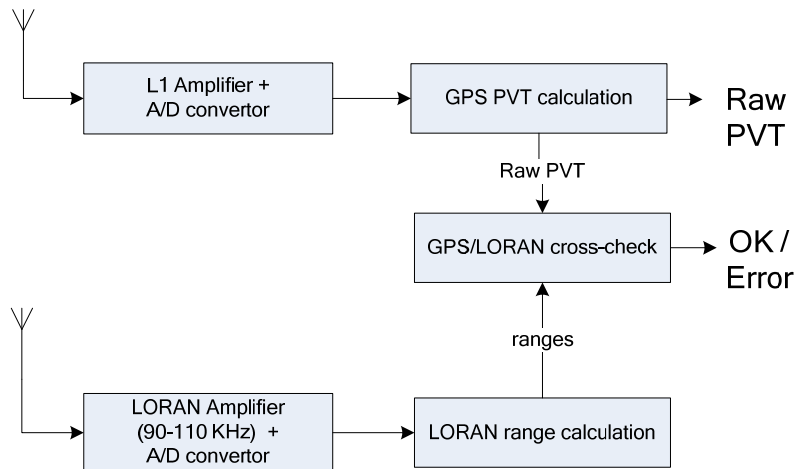 L1 Amplifier +
A/D convertor
GPS PVT calculation
Raw
PVT
Raw PVT
GPS/LORAN cross-check
OK /
Error
ranges
LORAN Amplifier
(90-110 KHz) +
A/D convertor
LORAN range calculation